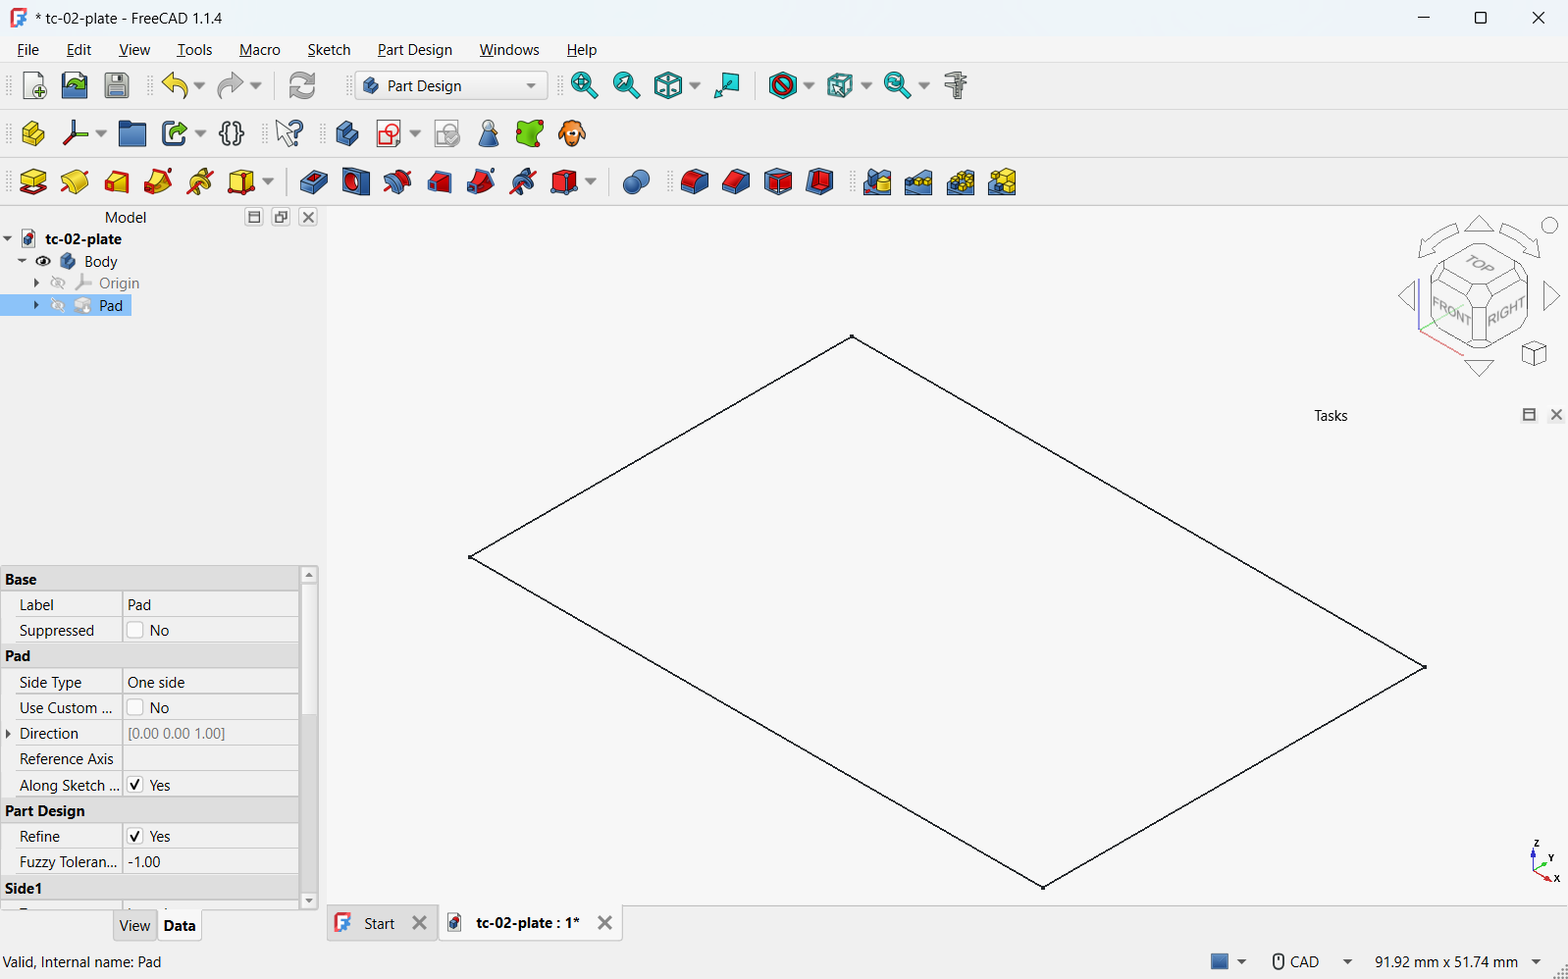 * tc-02-plate - FreeCAD 1.1.4
File Edit View Tools Macro Sketch Part Design Windows Help
Part Design
Model
tc-02-plate
Body
Origin
Pad
TOP
FRONT RIGHT
Tasks
Base
Label Pad
Suppressed No
Pad
Side Type One side
Use Custom ... No
Direction [0.00 0.00 1.00]
Reference Axis
Along Sketch ... Yes
Part Design
Refine Yes
Fuzzy Toleran... -1.00
Side1
Z
Y
X
View Data
Start tc-02-plate : 1*
Valid, Internal name: Pad
CAD 91.92 mm x 51.74 mm